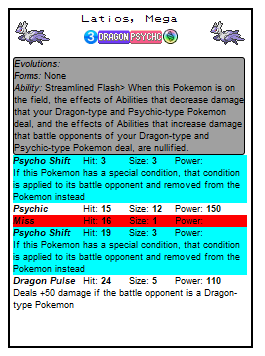 Latios, Mega
3 DRAGON PSYCHIC
Evolutions:
Forms: None
Ability: Streamlined Flash> When this Pokemon is on
the field, the effects of Abilities that decrease damage
that your Dragon-type and Psychic-type Pokemon
deal, and the effects of Abilities that increase damage
that battle opponents of your Dragon-type and
Psychic-type Pokemon deal, are nullified.
Psycho Shift Hit: 3 Size: 3 Power:
If this Pokemon has a special condition, that condition
is applied to its battle opponent and removed from the
Pokemon instead
Psychic Hit: 15 Size: 12 Power: 150
Miss Hit: 16 Size: 1 Power:
Psycho Shift Hit: 19 Size: 3 Power:
If this Pokemon has a special condition, that condition
is applied to its battle opponent and removed from the
Pokemon instead
Dragon Pulse Hit: 24 Size: 5 Power: 110
Deals +50 damage if the battle opponent is a Dragon-
type Pokemon